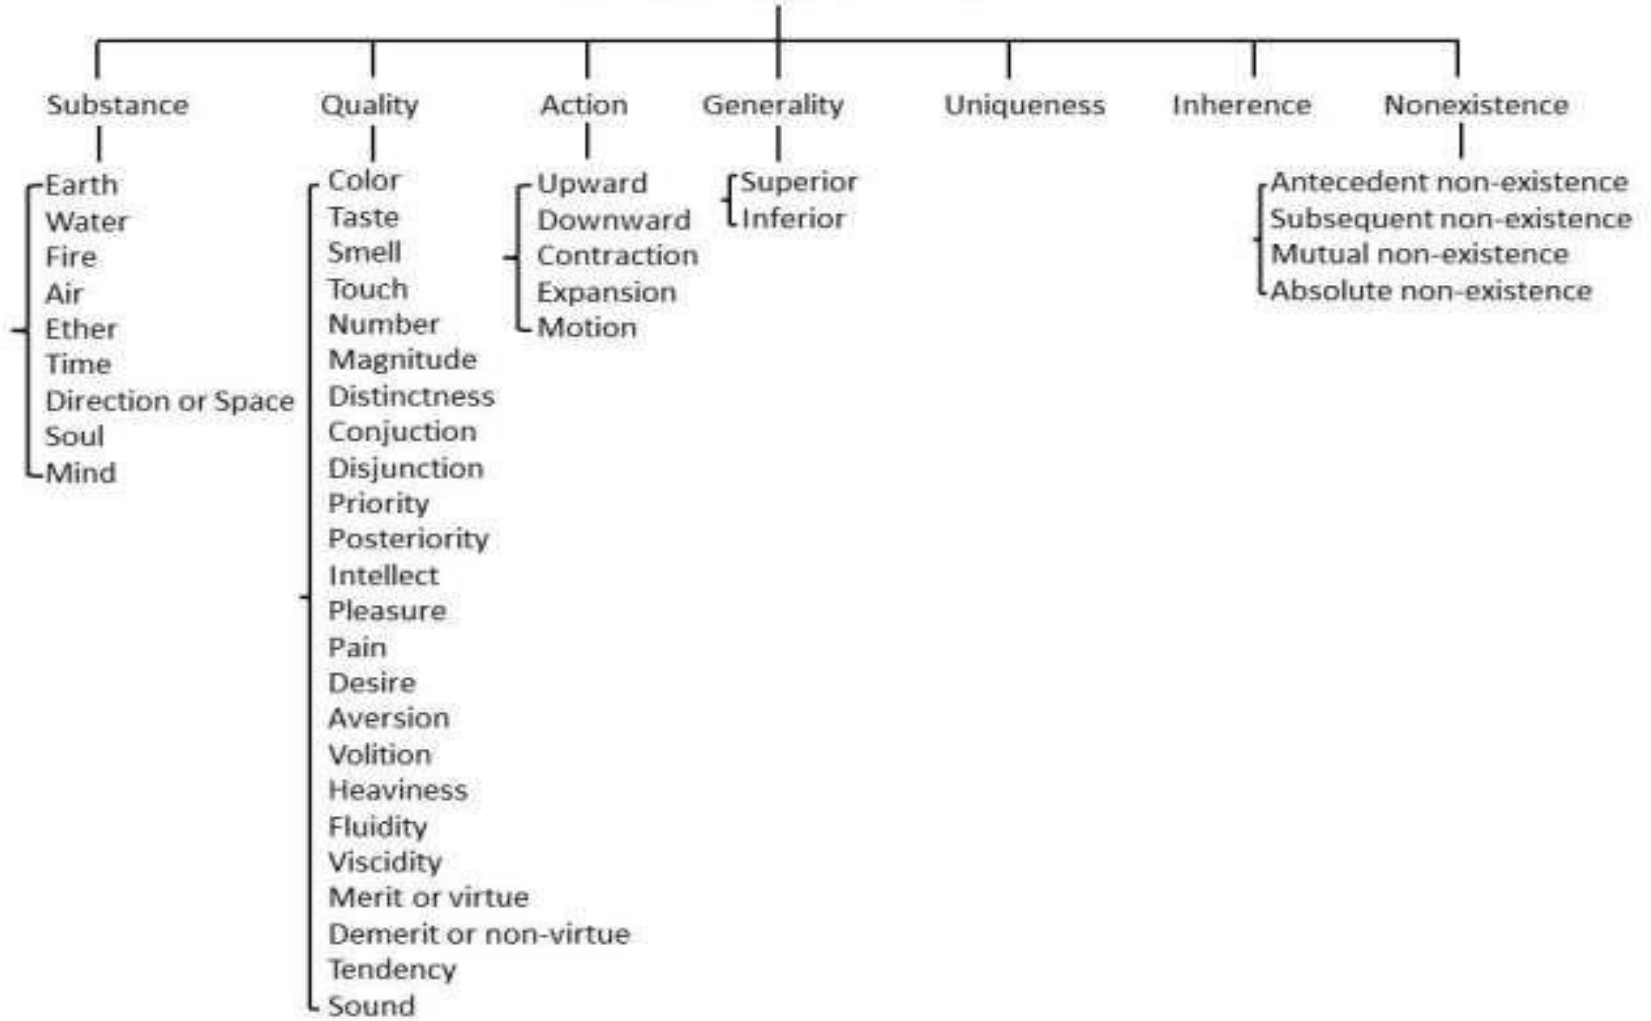 Substance Quality Action Generality Uniqueness Inherence Nonexistence
Earth
Water
Fire
Air
Ether
Time
Direction or Space
Soul
Mind
Color
Taste
Smell
Touch
Number
Magnitude
Distinctness
Conjuction
Disjunction
Priority
Posteriority
Intellect
Pleasure
Pain
Desire
Aversion
Volition
Heaviness
Fluidity
Viscidity
Merit or virtue
Demerit or non-virtue
Tendency
Sound
Upward
Downward
Contraction
Expansion
Motion
Superior
Inferior
Antecedent non-existence
Subsequent non-existence
Mutual non-existence
Absolute non-existence